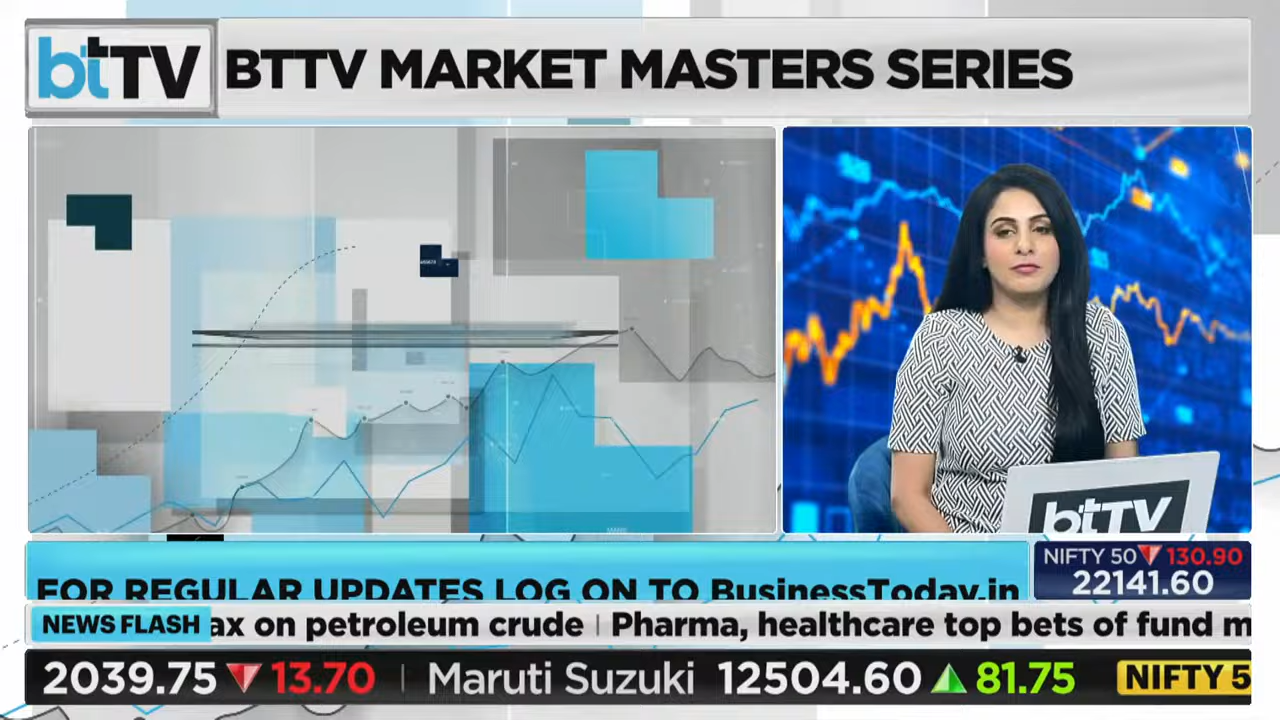 btTV BTTV MARKET MASTERS SERIES
btTV
FOR REGULAR UPDATES LOG ON TO BusinessToday.in
NIFTY 50 130.90
22141.60
NEWS FLASH ax on petroleum crude | Pharma, healthcare top bets of fund m
2039.75 13.70 | Maruti Suzuki 12504.60 81.75 NIFTY 5